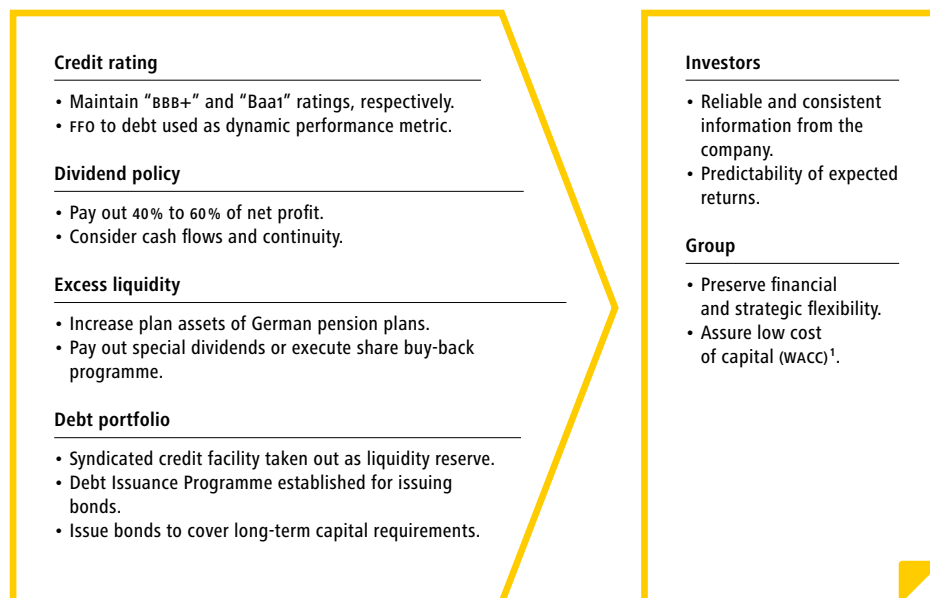 Credit rating
• Maintain “BBB+” and “Baa1” ratings, respectively.
• FFO to debt used as dynamic performance metric.
Dividend policy
• Pay out 40% to 60% of net profit.
• Consider cash flows and continuity.
Excess liquidity
• Increase plan assets of German pension plans.
• Pay out special dividends or execute share buy-back
programme.
Debt portfolio
• Syndicated credit facility taken out as liquidity reserve.
• Debt Issuance Programme established for issuing
bonds.
• Issue bonds to cover long-term capital requirements.
Investors
• Reliable and consistent
information from the
company.
• Predictability of expected
returns.
Group
• Preserve financial
and strategic flexibility.
• Assure low cost
of capital (WACC)¹.